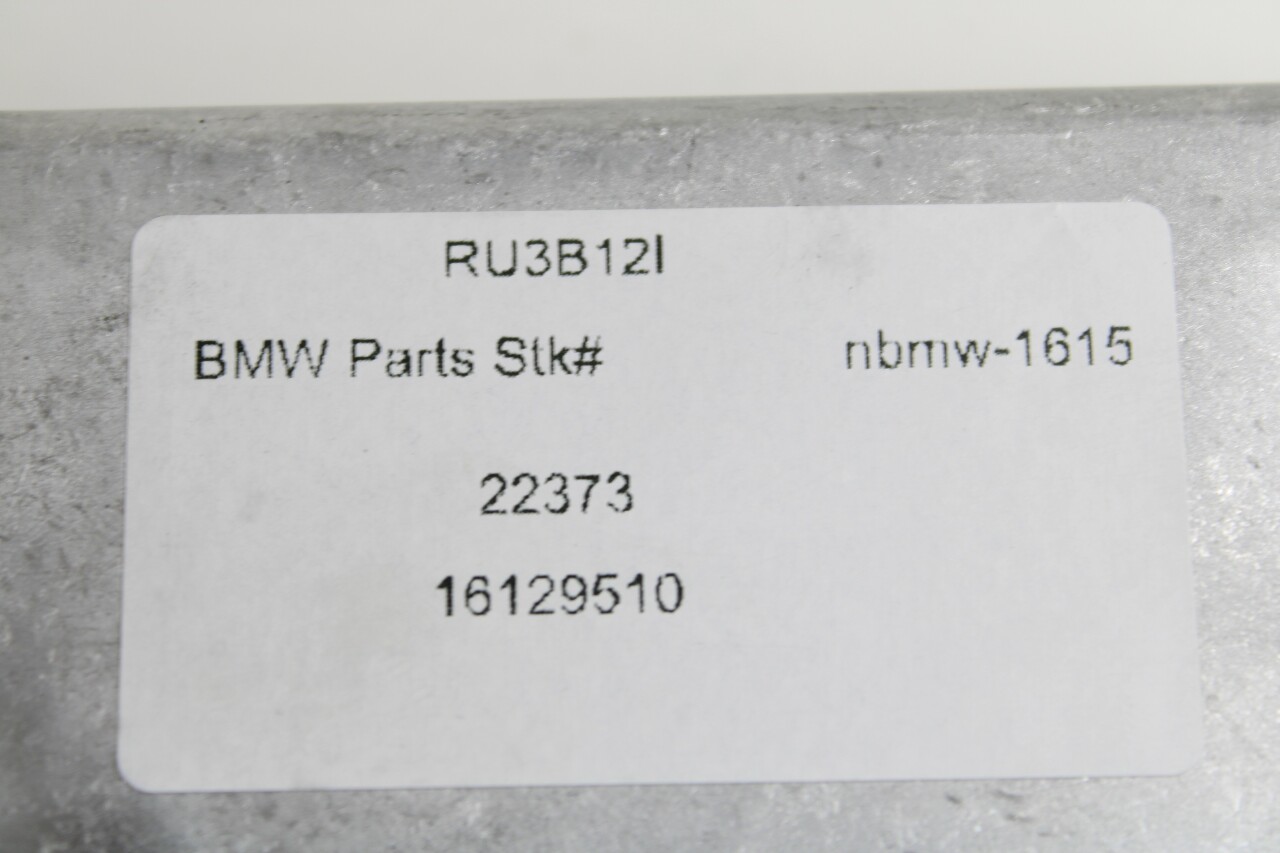 RU3B12I
BMW Parts Stk# nbmw-1615
22373
16129510